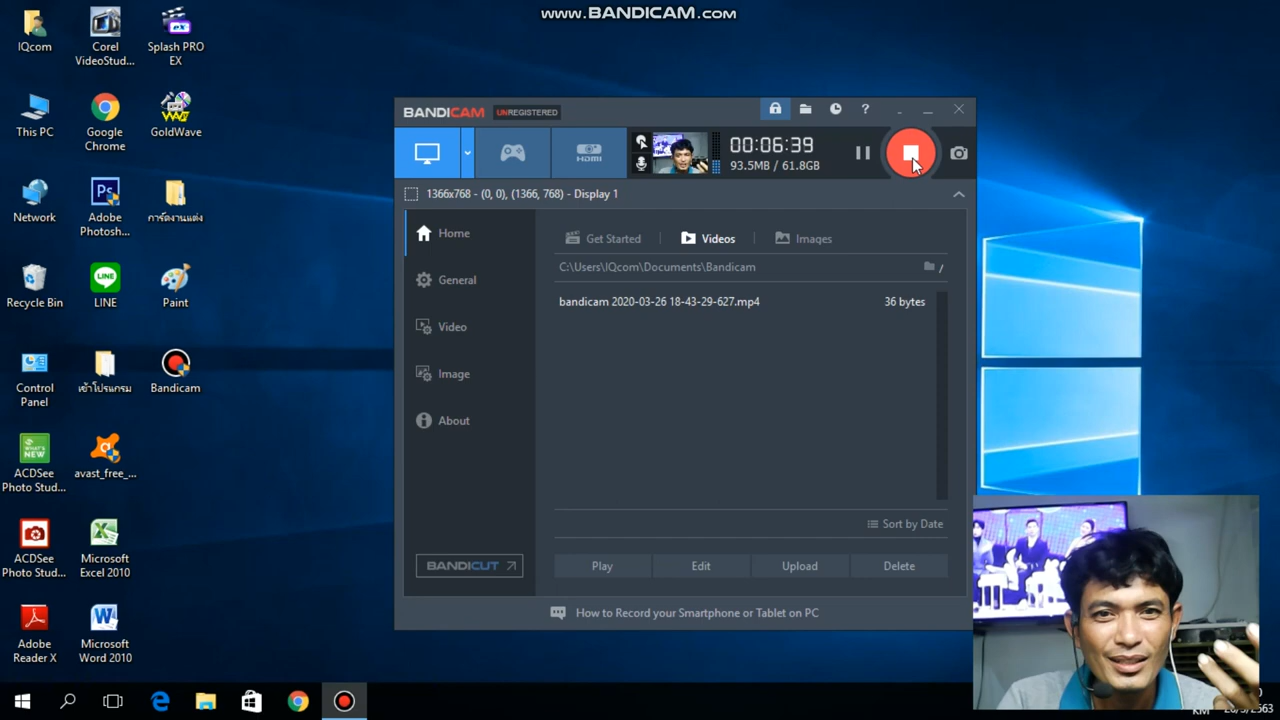 www.BANDICAM.com
IQcom
Corel
VideoStud...
Splash PRO
EX
This PC
Google
Chrome
GoldWave
Network
Adobe
Photosh...
การ์ดงานแต่ง
Recycle Bin
LINE
Paint
Control
Panel
เข้าโปรแกรม
Bandicam
ACDSee
Photo Stud...
avast_free_...
ACDSee
Photo Stud...
Microsoft
Excel 2010
Adobe
Reader X
Microsoft
Word 2010
BANDICAM UNREGISTERED
HDMI
00:06:39
93.5MB / 61.8GB
1366x768 - (0, 0), (1366, 768) - Display 1
Home
General
Video
Image
About
BANDICUT
Get Started
Videos
Images
C:\Users\IQcom\Documents\Bandicam
bandicam 2020-03-26 18-43-29-627.mp4 36 bytes
Sort by Date
Play
Edit
Upload
Delete
How to Record your Smartphone or Tablet on PC